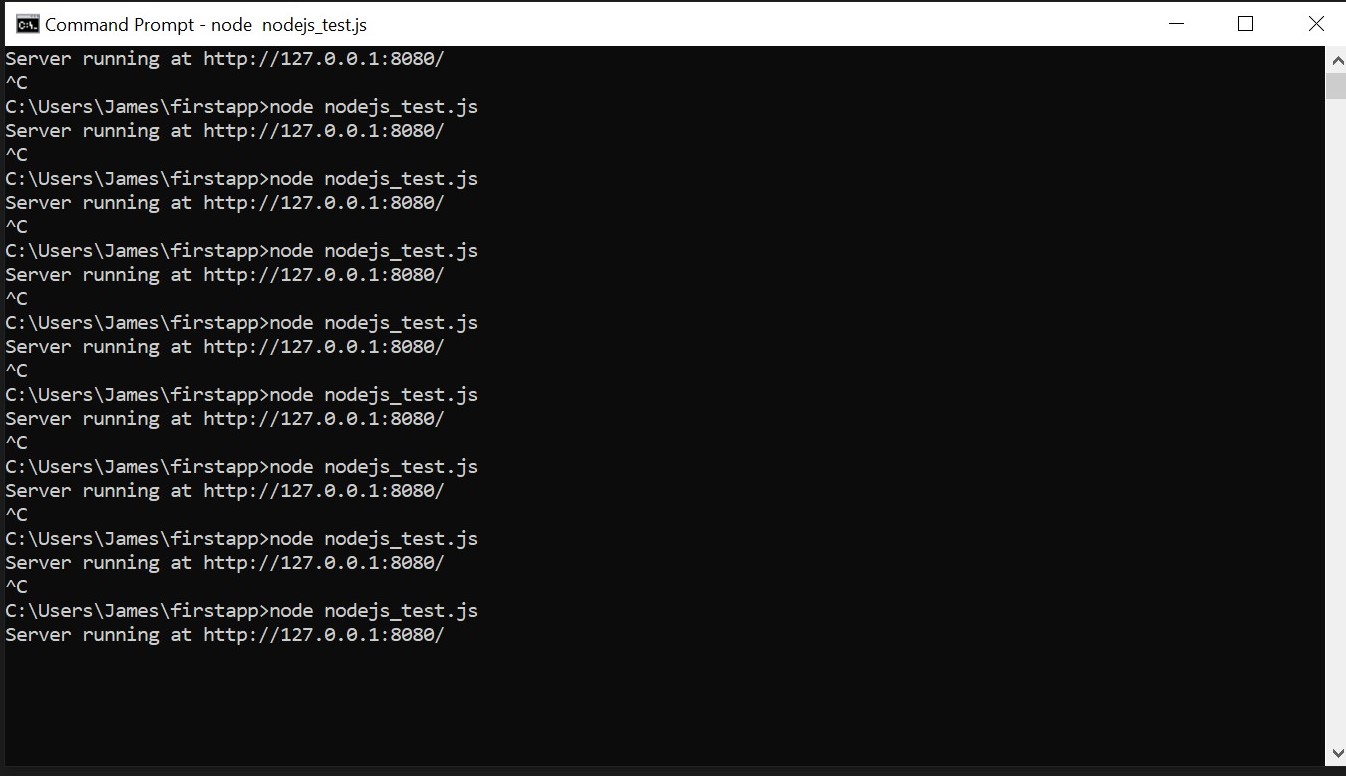 Command Prompt - node  nodejs_test.js
Server running at http://127.0.0.1:8080/
^C
C:\Users\James\firstapp>node nodejs_test.js
Server running at http://127.0.0.1:8080/
^C
C:\Users\James\firstapp>node nodejs_test.js
Server running at http://127.0.0.1:8080/
^C
C:\Users\James\firstapp>node nodejs_test.js
Server running at http://127.0.0.1:8080/
^C
C:\Users\James\firstapp>node nodejs_test.js
Server running at http://127.0.0.1:8080/
^C
C:\Users\James\firstapp>node nodejs_test.js
Server running at http://127.0.0.1:8080/
^C
C:\Users\James\firstapp>node nodejs_test.js
Server running at http://127.0.0.1:8080/
^C
C:\Users\James\firstapp>node nodejs_test.js
Server running at http://127.0.0.1:8080/
^C
C:\Users\James\firstapp>node nodejs_test.js
Server running at http://127.0.0.1:8080/